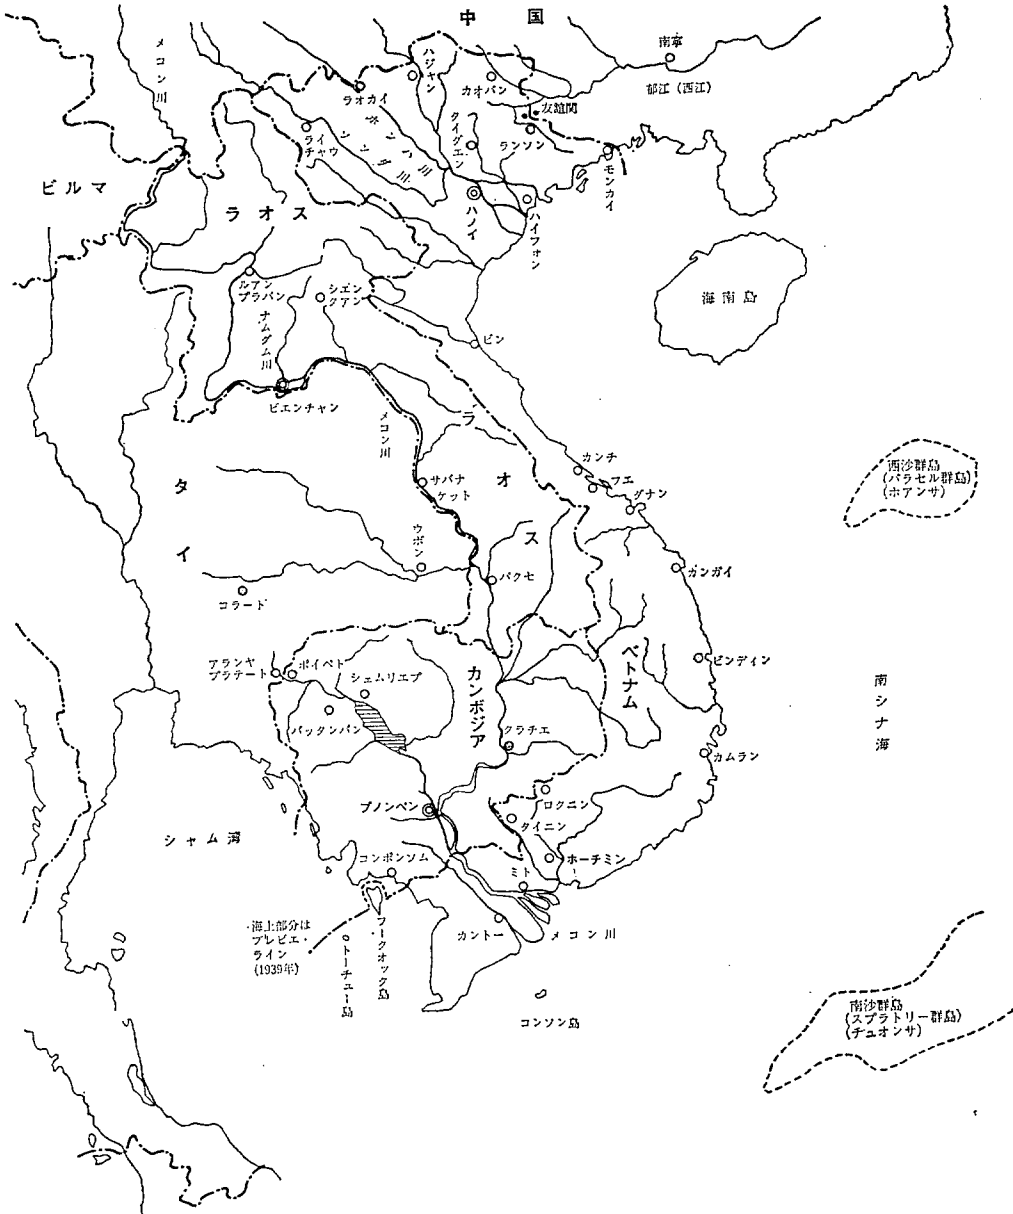 中国
メコン川
ハジャン
南寧
ラオカイ
カオバン
郁江（西江）
友誼関
ライ
チャウ
タイグエン
ランソン
ビルマ
ラオス
ハノイ
ハイフォン
モンカイ
ルアン
プラバン
シエン
クアン
海南島
ナムグム川
ビン
ビエンチャン
メコン川
ラオス
カンチ
フエ
ダナン
西沙群島
(パラセル群島)
(ホアンサ)
タイ
サバナ
ケット
ウボン
パクセ
カンガイ
コラード
アランヤ
プラテート
ポイペト
シェムリエプ
カンボジア
ベトナム
ビンディン
南シナ海
バッタンバン
クラチエ
カムラン
プノンペン
ロクニン
タイニン
シャム湾
コンポンソム
ホーチミン
ミト
・海上部分は
ブレビエ・
ライン
(1939年)
フークオック島
トーチュー島
カントー
メコン川
コンソン島
南沙群島
(スプラトリー群島)
(チュオンサ)